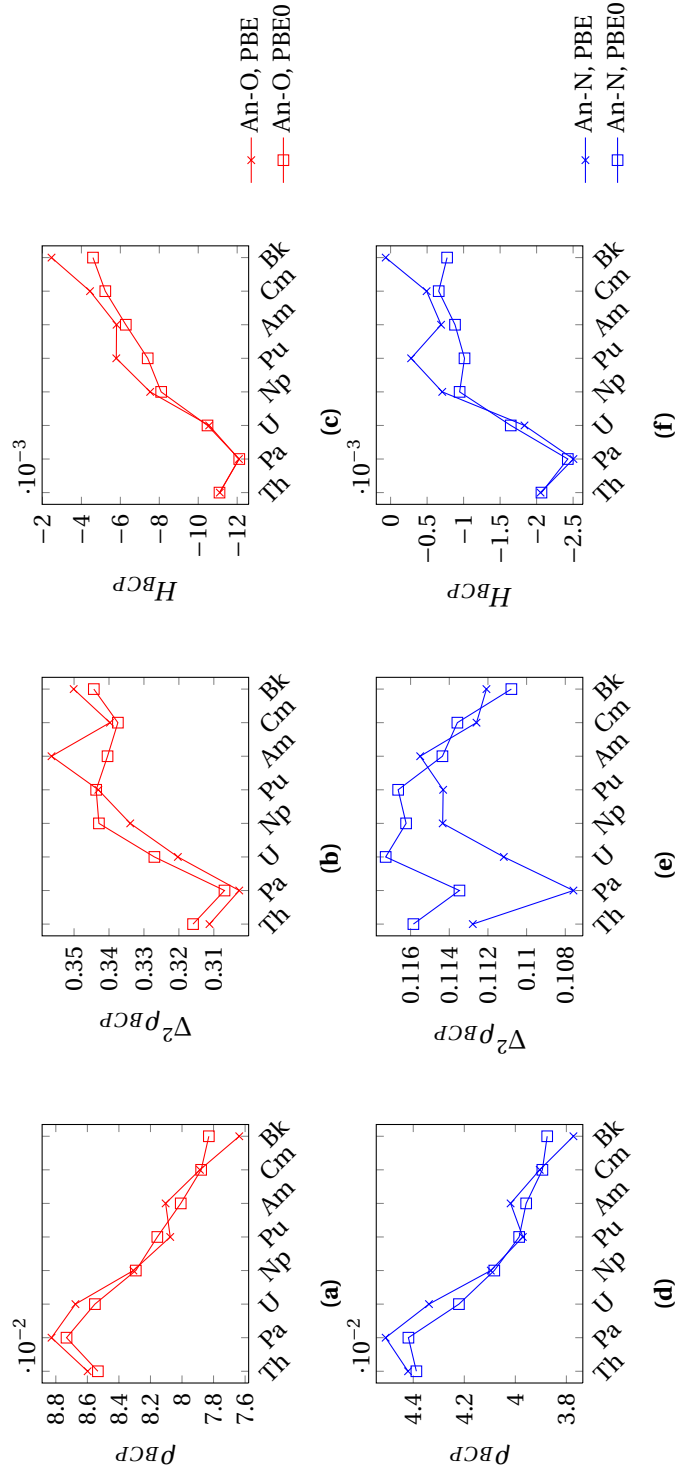 ·10⁻²
8.8
8.6
8.4
8.2
8
7.8
7.6
ρBCP
Th
Pa
U
Np
Pu
Am
Cm
Bk
(a)
0.35
0.34
0.33
0.32
0.31
∇²ρBCP
Th
Pa
U
Np
Pu
Am
Cm
Bk
(b)
·10⁻³
−2
−4
−6
−8
−10
−12
HBCP
Th
Pa
U
Np
Pu
Am
Cm
Bk
(c)
An-O, PBE
An-O, PBE0
·10⁻²
4.4
4.2
4
3.8
ρBCP
Th
Pa
U
Np
Pu
Am
Cm
Bk
(d)
0.116
0.114
0.112
0.11
0.108
∇²ρBCP
Th
Pa
U
Np
Pu
Am
Cm
Bk
(e)
·10⁻³
0
−0.5
−1
−1.5
−2
−2.5
HBCP
Th
Pa
U
Np
Pu
Am
Cm
Bk
(f)
An-N, PBE
An-N, PBE0